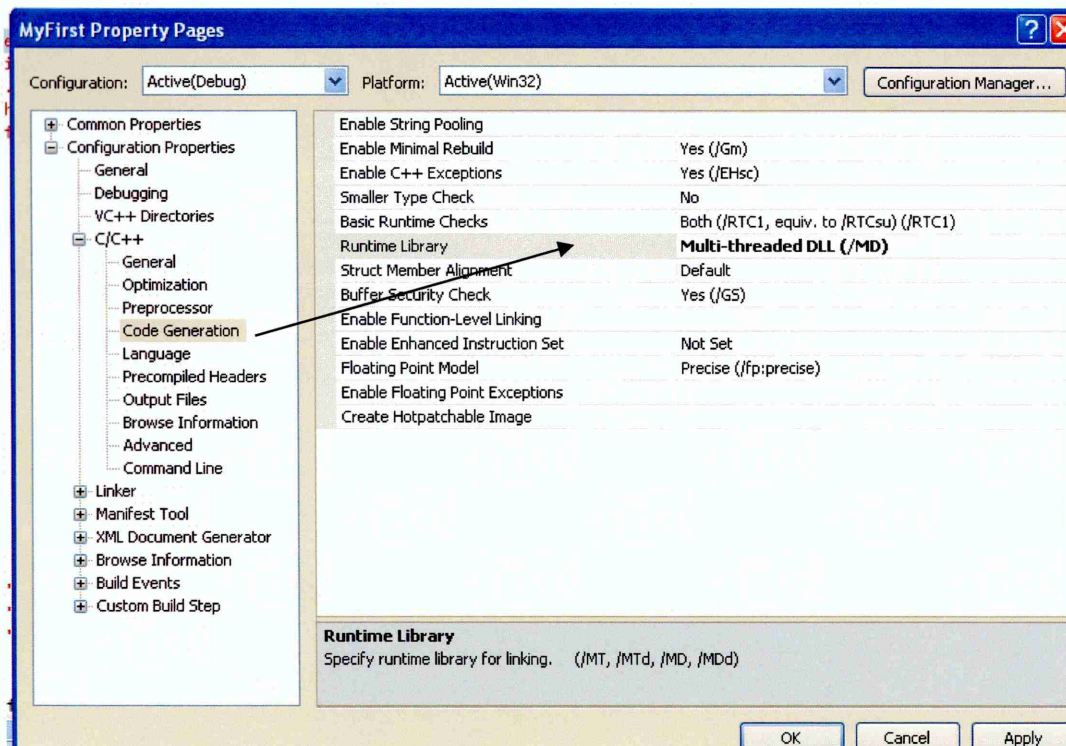 MyFirst Property Pages
Configuration: Active(Debug) Platform: Active(Win32) Configuration Manager...
Common Properties
Configuration Properties
General
Debugging
VC++ Directories
C/C++
General
Optimization
Preprocessor
Code Generation
Language
Precompiled Headers
Output Files
Browse Information
Advanced
Command Line
Linker
Manifest Tool
XML Document Generator
Browse Information
Build Events
Custom Build Step
Enable String Pooling
Enable Minimal Rebuild Yes (/Gm)
Enable C++ Exceptions Yes (/EHsc)
Smaller Type Check No
Basic Runtime Checks Both (/RTC1, equiv. to /RTCsu) (/RTC1)
Runtime Library Multi-threaded DLL (/MD)
Struct Member Alignment Default
Buffer Security Check Yes (/GS)
Enable Function-Level Linking
Enable Enhanced Instruction Set Not Set
Floating Point Model Precise (/fp:precise)
Enable Floating Point Exceptions
Create Hotpatchable Image
Runtime Library
Specify runtime library for linking. (/MT, /MTd, /MD, /MDd)
OK Cancel Apply